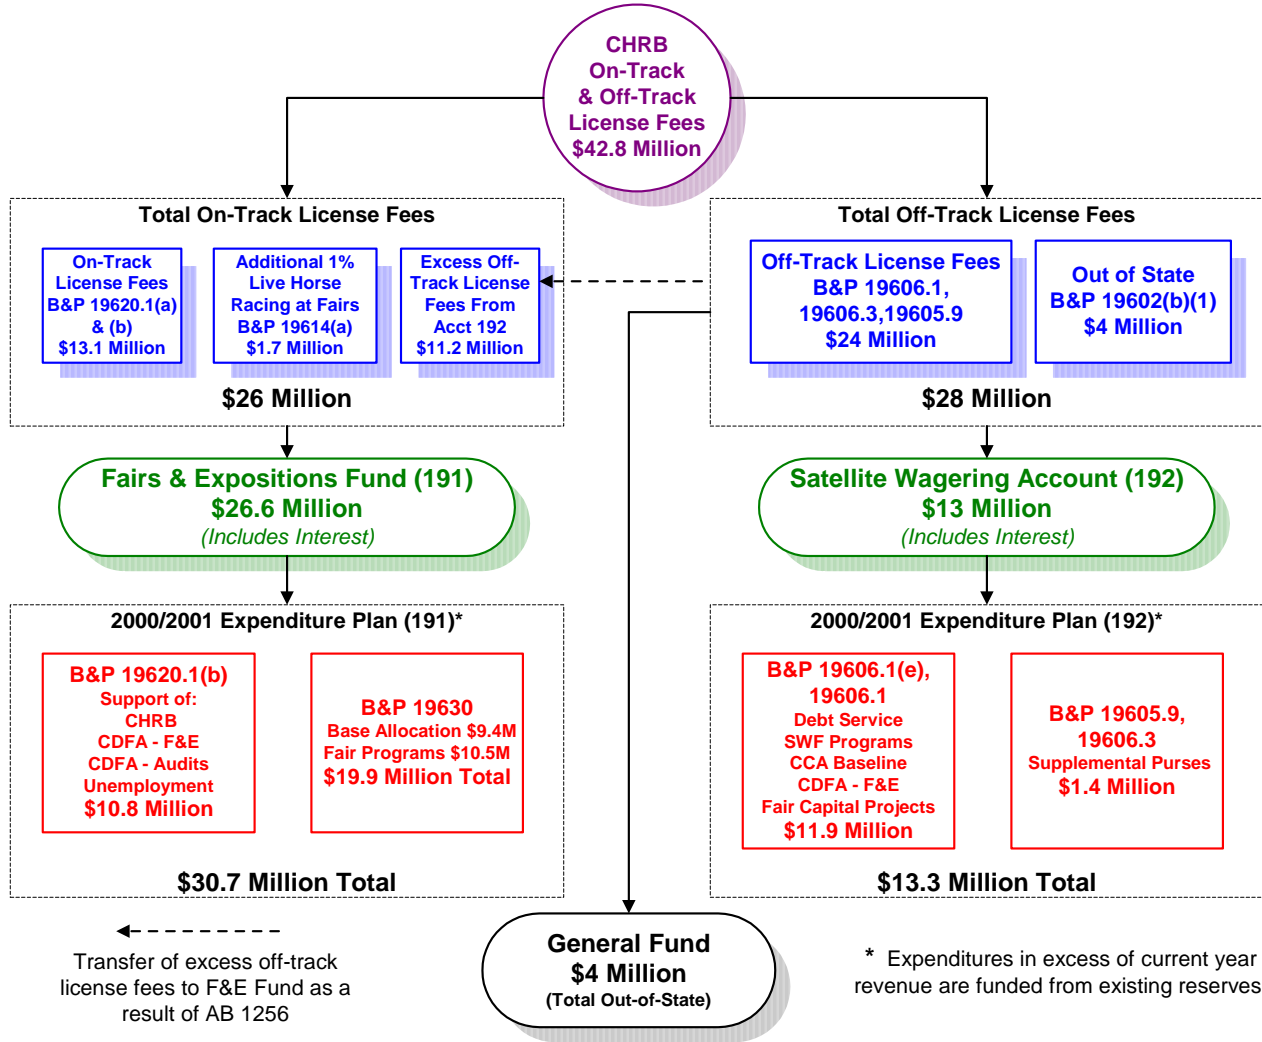 CHRB
On-Track
& Off-Track
License Fees
$42.8 Million
Total On-Track License Fees
On-Track
License Fees
B&P 19620.1(a)
& (b)
$13.1 Million
Additional 1%
Live Horse
Racing at Fairs
B&P 19614(a)
$1.7 Million
Excess Off-
Track License
Fees From
Acct 192
$11.2 Million
$26 Million
Total Off-Track License Fees
Off-Track License Fees
B&P 19606.1,
19606.3,19605.9
$24 Million
Out of State
B&P 19602(b)(1)
$4 Million
$28 Million
Fairs & Expositions Fund (191)
$26.6 Million
(Includes Interest)
Satellite Wagering Account (192)
$13 Million
(Includes Interest)
2000/2001 Expenditure Plan (191)*
B&P 19620.1(b)
Support of:
CHRB
CDFA - F&E
CDFA - Audits
Unemployment
$10.8 Million
B&P 19630
Base Allocation $9.4M
Fair Programs $10.5M
$19.9 Million Total
$30.7 Million Total
2000/2001 Expenditure Plan (192)*
B&P 19606.1(e),
19606.1
Debt Service
SWF Programs
CCA Baseline
CDFA - F&E
Fair Capital Projects
$11.9 Million
B&P 19605.9,
19606.3
Supplemental Purses
$1.4 Million
$13.3 Million Total
Transfer of excess off-track
license fees to F&E Fund as a
result of AB 1256
General Fund
$4 Million
(Total Out-of-State)
* Expenditures in excess of current year
revenue are funded from existing reserves